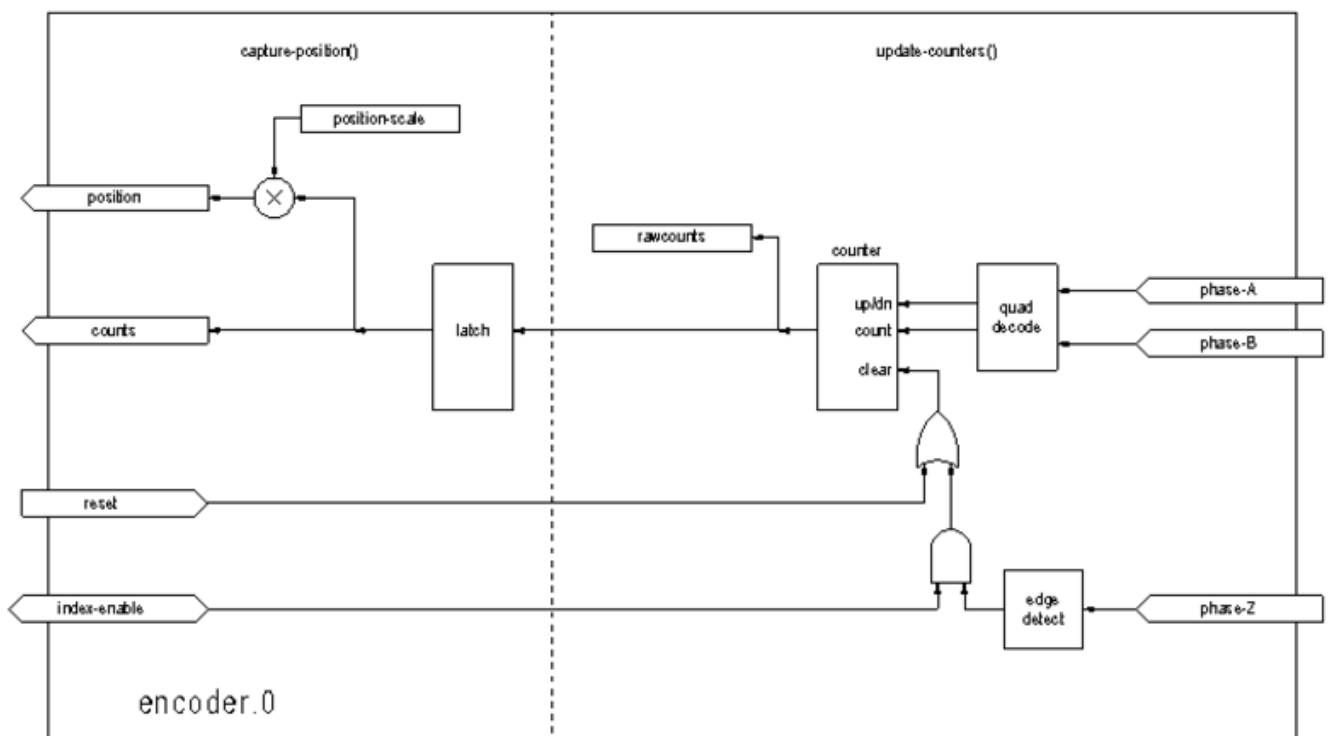 capture-position()
update-counters()
position-scale
position
rawcounts
counter
phase-A
up/dn
quad
decode
counts
latch
count
phase-B
clear
reset
index-enable
edge
detect
phase-Z
encoder.0